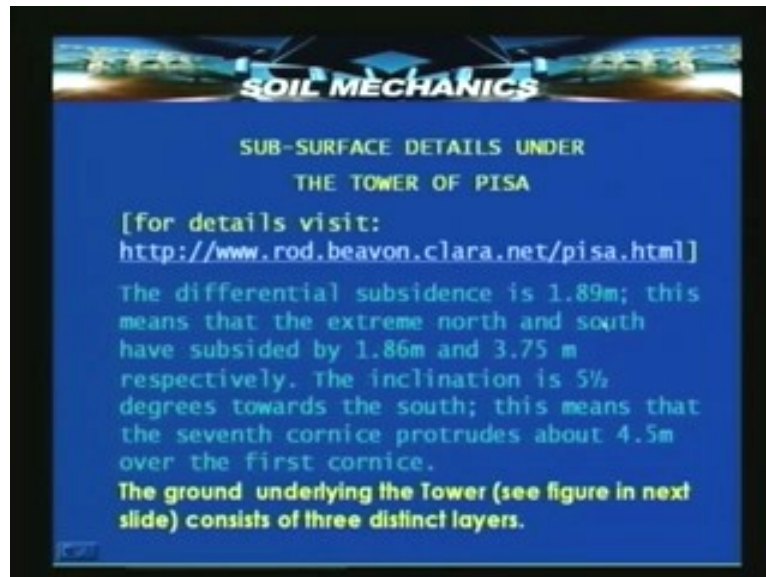 SOIL MECHANICS
SUB-SURFACE DETAILS UNDER
THE TOWER OF PISA
[for details visit:
http://www.rod.beavon.clara.net/pisa.html]
The differential subsidence is 1.89m; this
means that the extreme north and south
have subsided by 1.86m and 3.75 m
respectively. The inclination is 5½
degrees towards the south; this means that
the seventh cornice protrudes about 4.5m
over the first cornice.
The ground underlying the Tower (see figure in next
slide) consists of three distinct layers.